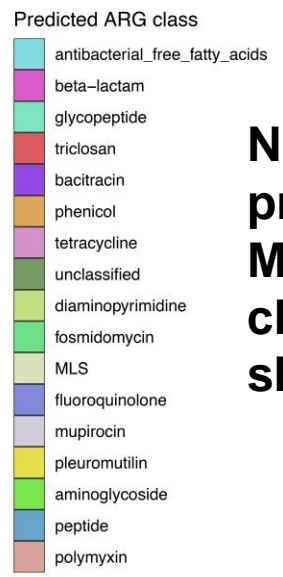 Predicted ARG class
antibacterial_free_fatty_acids
beta−lactam
glycopeptide
triclosan
bacitracin
phenicol
tetracycline
unclassified
diaminopyrimidine
fosmidomycin
MLS
fluoroquinolone
mupirocin
pleuromutilin
aminoglycoside
peptide
polymyxin